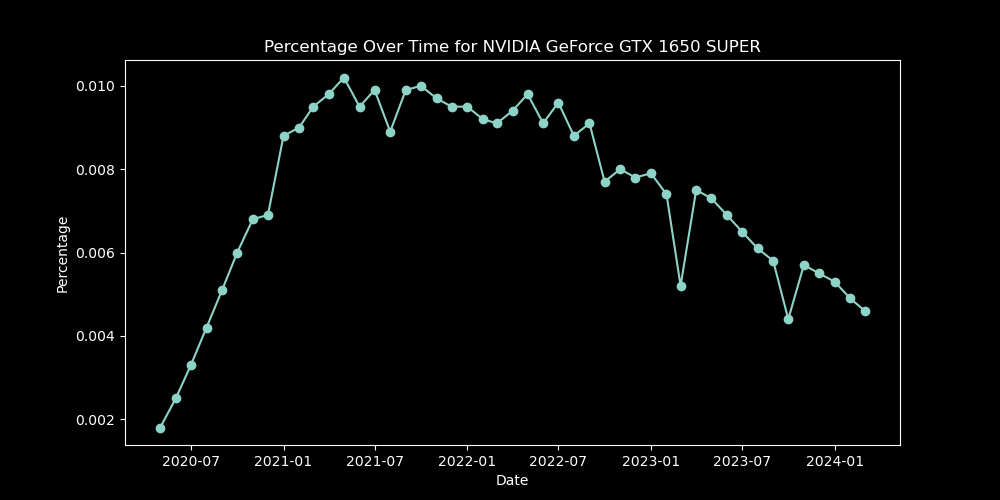 Percentage Over Time for NVIDIA GeForce GTX 1650 SUPER
0.010
0.008
0.006
0.004
0.002
Percentage
2020-07 2021-01 2021-07 2022-01 2022-07 2023-01 2023-07 2024-01
Date